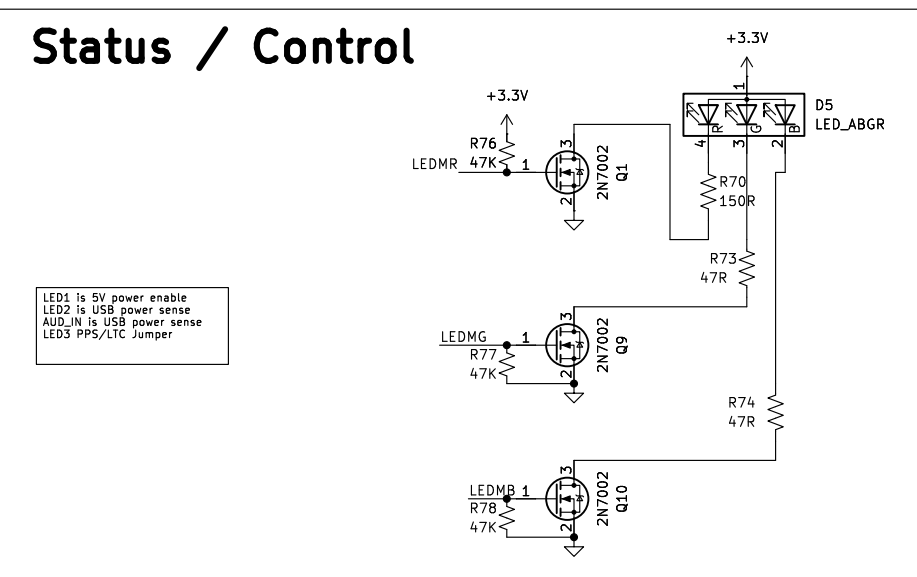 Status / Control
+3.3V
D5
LED_ABGR
1
R
G
B
4
3
2
+3.3V
R76
47K
LEDMR
1
3
2
2N7002
Q1
R70
150R
R73
47R
LED1 is 5V power enable
LED2 is USB power sense
AUD_IN is USB power sense
LED3 PPS/LTC Jumper
LEDMG
1
3
2
2N7002
Q9
R77
47K
R74
47R
LEDMB
1
3
2
2N7002
Q10
R78
47K